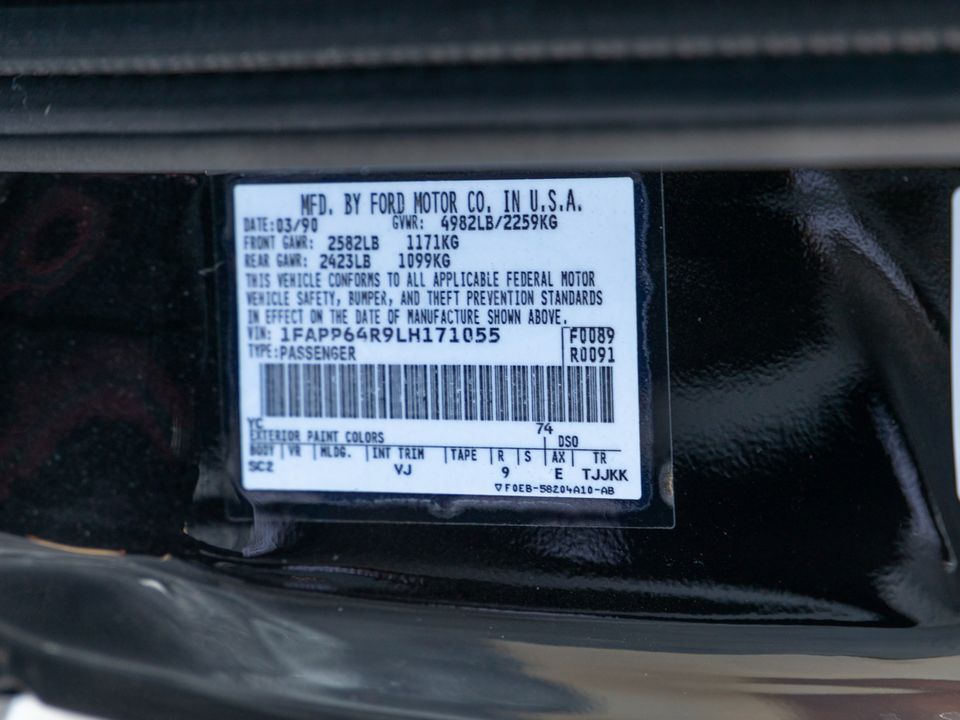 MFD. BY FORD MOTOR CO. IN U.S.A.
DATE: 03/90 GVWR: 4982LB/2259KG
FRONT GAWR: 2582LB 1171KG
REAR GAWR: 2423LB 1099KG
THIS VEHICLE CONFORMS TO ALL APPLICABLE FEDERAL MOTOR
VEHICLE SAFETY, BUMPER, AND THEFT PREVENTION STANDARDS
IN EFFECT ON THE DATE OF MANUFACTURE SHOWN ABOVE.
VIN: 1FAPP64R9LH171055 F0089
TYPE: PASSENGER R0091
YC 74
EXTERIOR PAINT COLORS DSO
BODY VR MLDG. INT TRIM TAPE R S AX TR
SC2 VJ 9 E TJJKK
▽F0EB-58204A10-AB